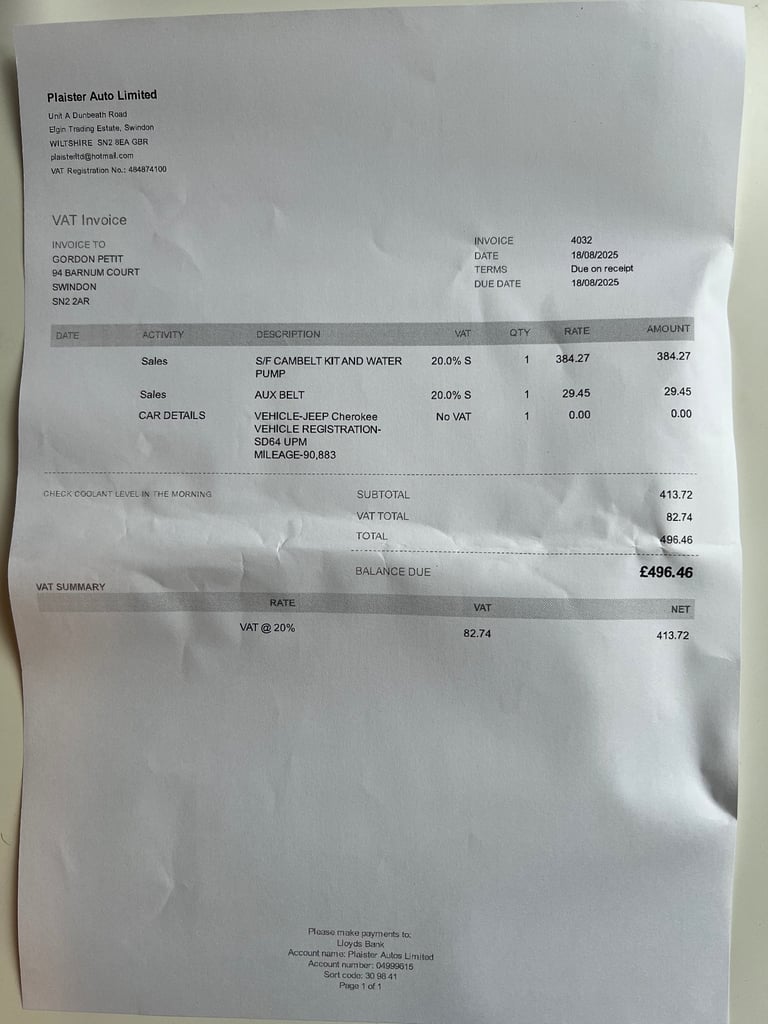 Plaister Auto Limited
Unit A Dunbeath Road
Elgin Trading Estate, Swindon
WILTSHIRE SN2 8EA GBR
plaisterltd@hotmail.com
VAT Registration No.: 484874100
VAT Invoice
INVOICE TO
GORDON PETIT
94 BARNUM COURT
SWINDON
SN2 2AR
INVOICE 4032
DATE 18/08/2025
TERMS Due on receipt
DUE DATE 18/08/2025
DATE ACTIVITY DESCRIPTION VAT QTY RATE AMOUNT
Sales S/F CAMBELT KIT AND WATER 20.0% S 1 384.27 384.27
PUMP
Sales AUX BELT 20.0% S 1 29.45 29.45
CAR DETAILS VEHICLE-JEEP Cherokee No VAT 1 0.00 0.00
VEHICLE REGISTRATION-
SD64 UPM
MILEAGE-90,883
CHECK COOLANT LEVEL IN THE MORNING
SUBTOTAL 413.72
VAT TOTAL 82.74
TOTAL 496.46
BALANCE DUE £496.46
VAT SUMMARY
RATE VAT NET
VAT @ 20% 82.74 413.72
Please make payments to:
Lloyds Bank
Account name: Plaister Autos Limited
Account number: 04999615
Sort code: 30 98 41
Page 1 of 1